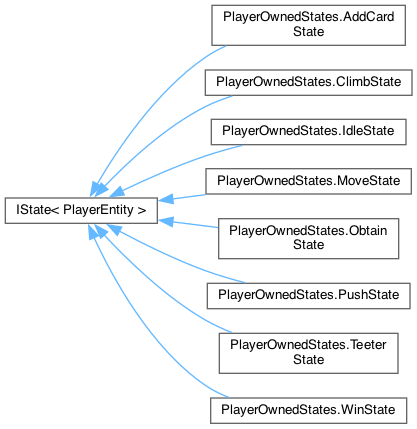 PlayerOwnedStates.AddCard
State
PlayerOwnedStates.ClimbState
PlayerOwnedStates.IdleState
PlayerOwnedStates.MoveState
IState< PlayerEntity >
PlayerOwnedStates.Obtain
State
PlayerOwnedStates.PushState
PlayerOwnedStates.Teeter
State
PlayerOwnedStates.WinState